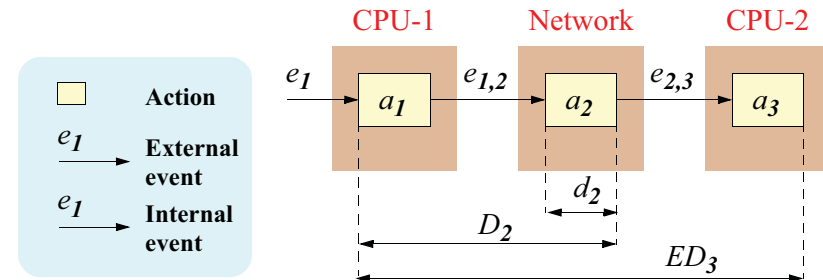 CPU-1 Network CPU-2
e1 a1 e1,2 a2 e2,3 a3
Action
e1 External event
e1 Internal event
d2
D2
ED3